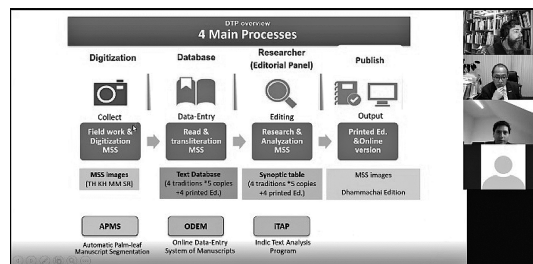 DTP overview
4 Main Processes
Digitization
Database
Researcher
(Editorial Panel)
Publish
Collect
Data-Entry
Editing
Output
Field work &
Digitization
MSS
Read &
transliteration
MSS
Research &
Analyzation
MSS
Printed Ed.
&Online
version
MSS images
(TH KH MM SR)
Text Database
(4 traditions *5 copies
+4 printed Ed.)
Synoptic table
(4 traditions *5 copies
+4 printed Ed.)
MSS images
Dhammachai Edition
APMS
ODEM
iTAP
Automatic Palm-leaf
Manuscript Segmentation
Online Data-Entry
System of Manuscripts
Indic Text Analysis
Program